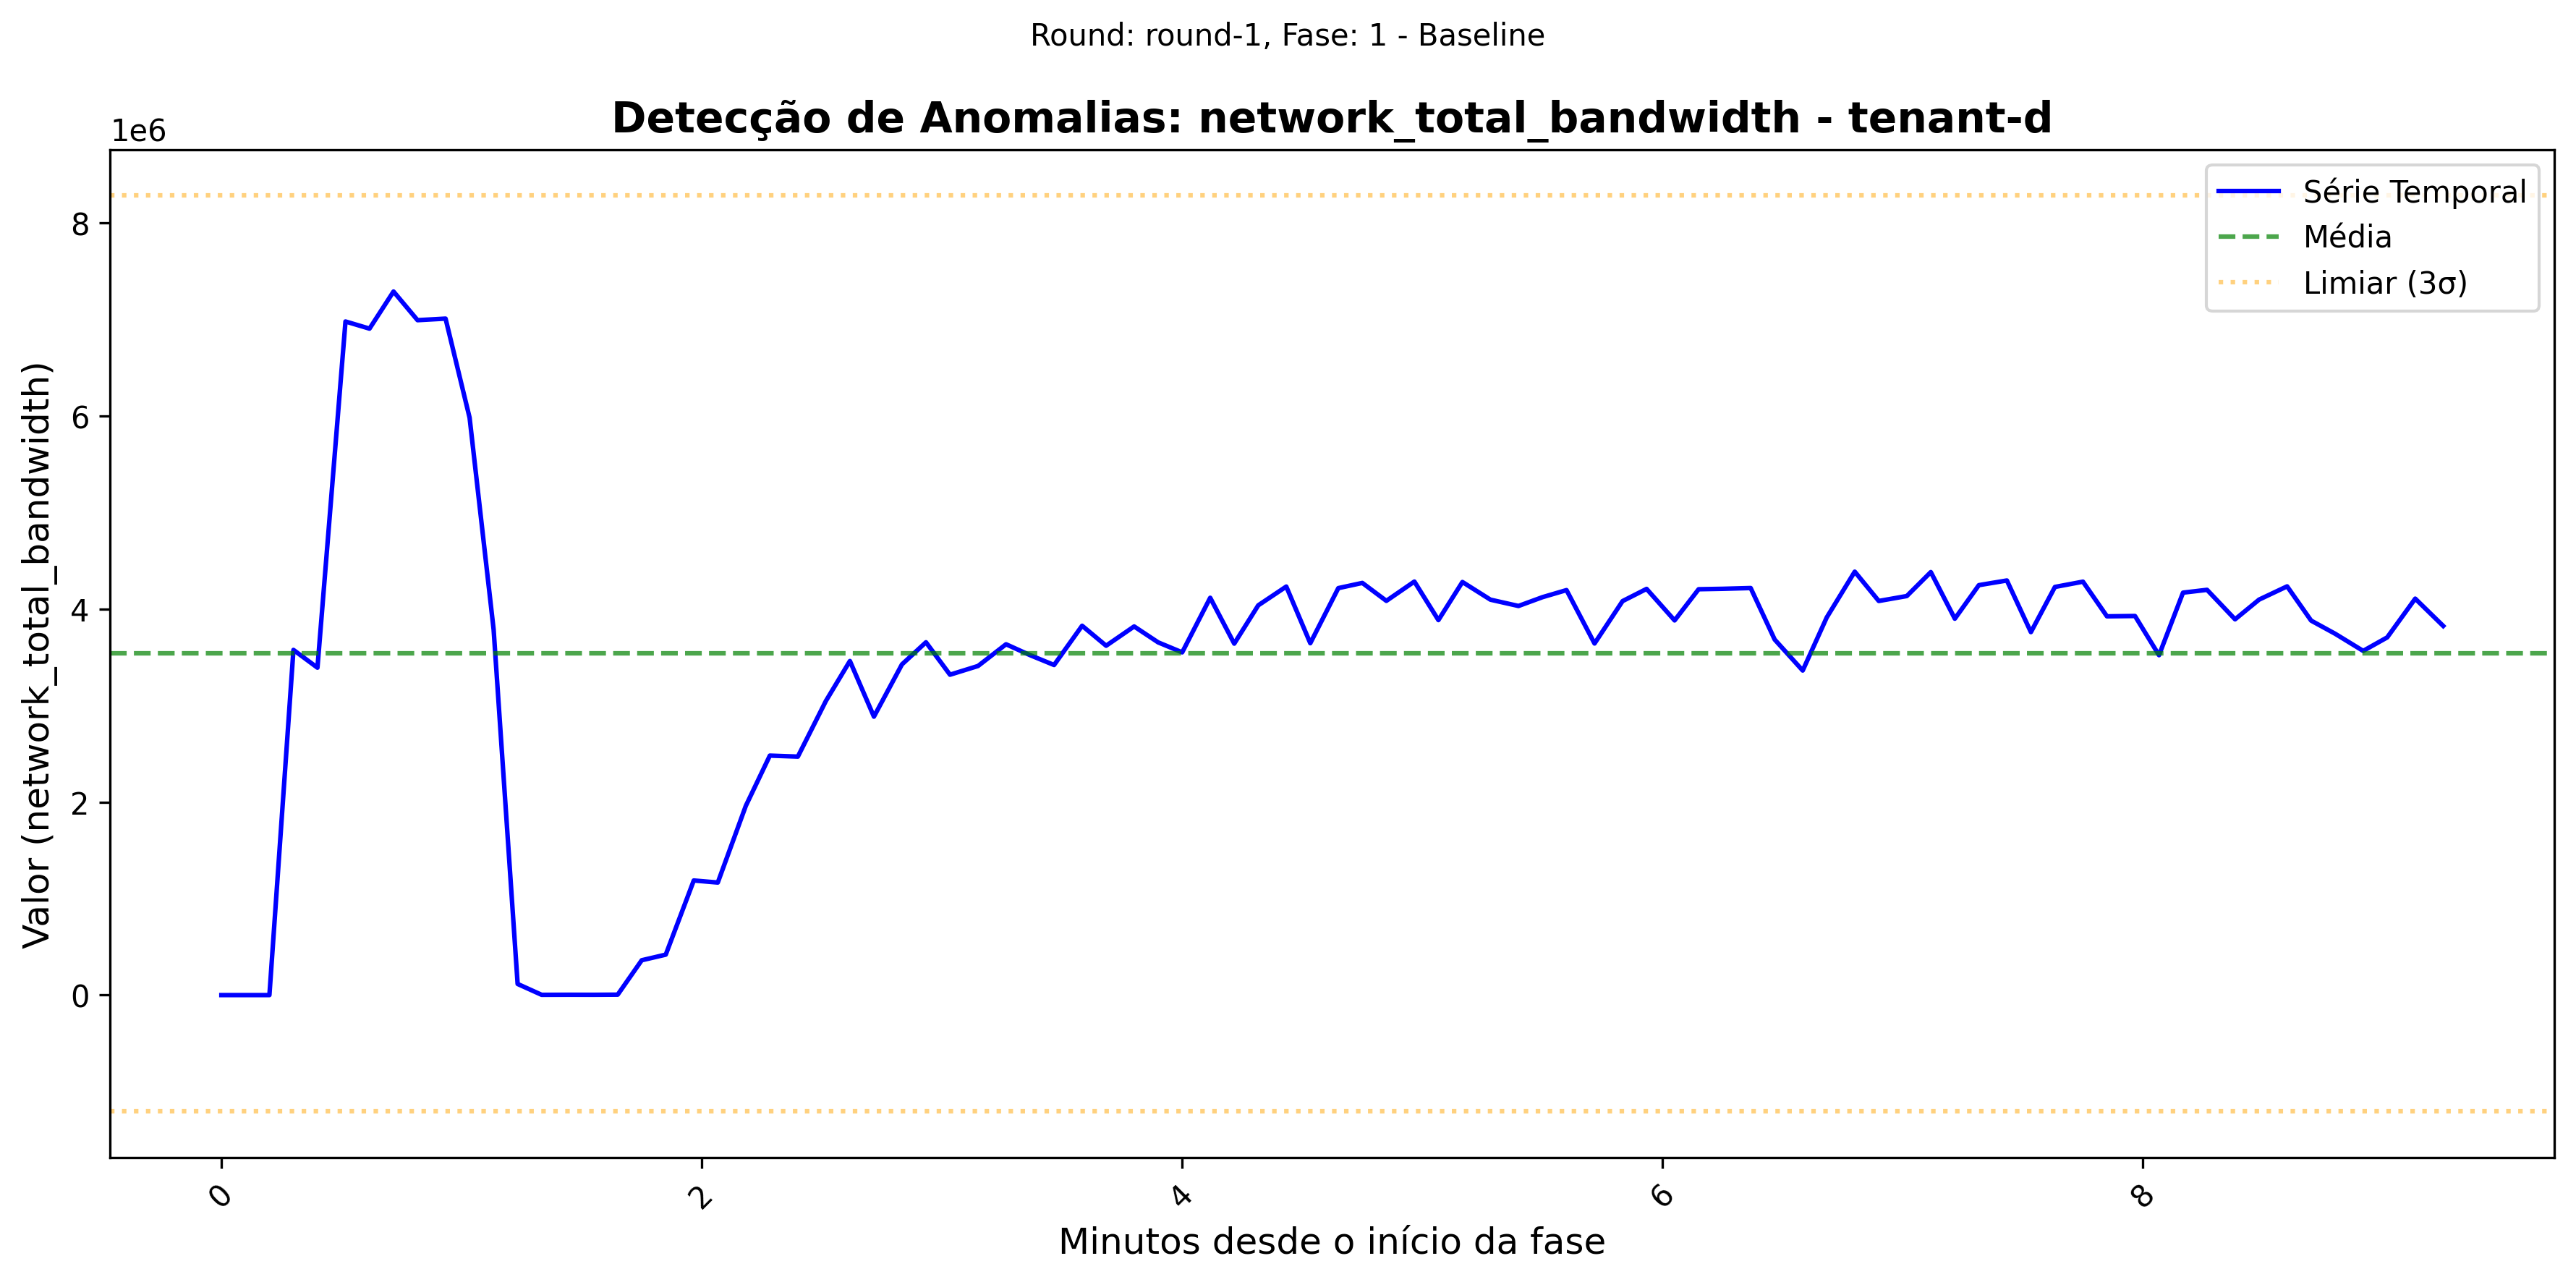 Round: round-1, Fase: 1 - Baseline
Detecção de Anomalias: network_total_bandwidth - tenant-d
1e6
Série Temporal
Média
Limiar (3σ)
Valor (network_total_bandwidth)
8
6
4
2
0
0
2
4
6
8
Minutos desde o início da fase